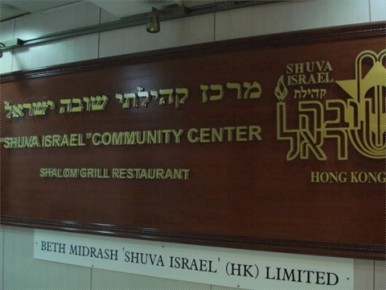 מרכז קהילתי שובה ישראל
"SHUVA ISRAEL" COMMUNITY CENTER
SHALOM GRILL RESTAURANT
SHUVA
ISRAEL
קהילת
שובה
ישראל
HONG KONG
BETH MIDRASH 'SHUVA ISRAEL' (HK) LIMITED